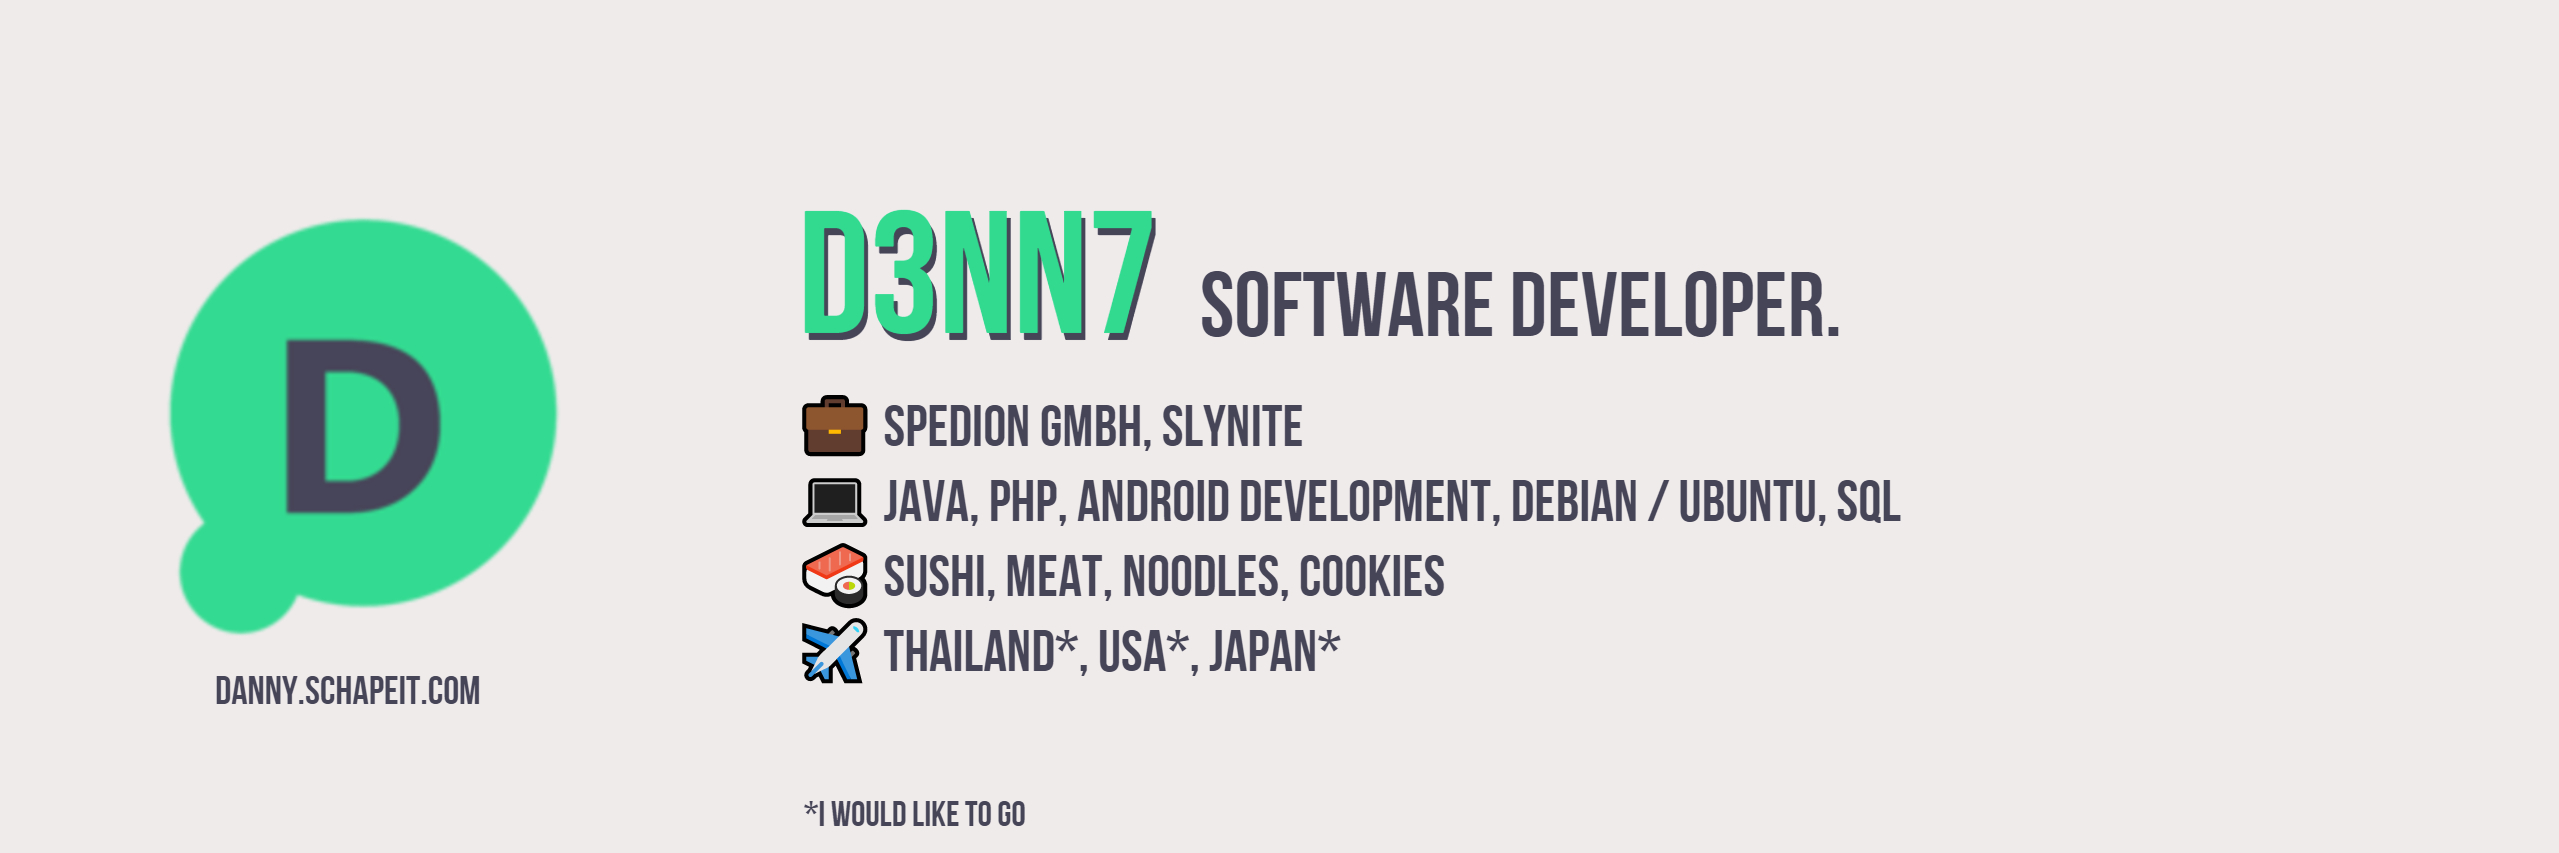 D
DANNY.SCHAPEIT.COM
D3NN7 SOFTWARE DEVELOPER.
SPEDION GMBH, SLYNITE
JAVA, PHP, ANDROID DEVELOPMENT, DEBIAN / UBUNTU, SQL
SUSHI, MEAT, NOODLES, COOKIES
THAILAND*, USA*, JAPAN*
*I WOULD LIKE TO GO